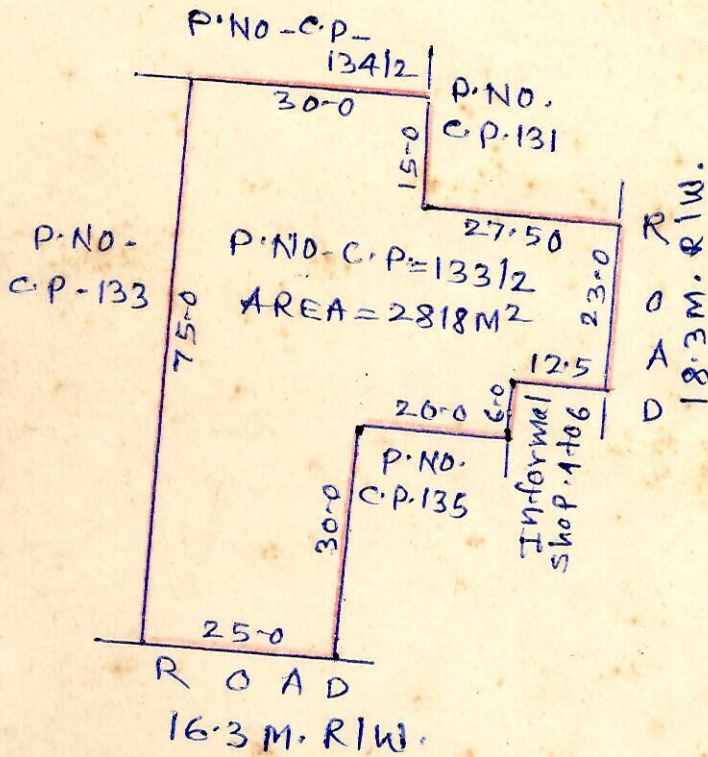 P.NO-C.P-
134/2
30-0
P.NO.
C.P.131
15-0
27.50
P.NO-
C.P-133
75-0
P.NO-C.P.=133/2
AREA=2818M2
23-0
ROAD
18.3M.R/W.
12.5
6-0
20-0
Informal
shop.1to6
P.NO.
C.P.135
30-0
25-0
ROAD
16.3 M. R/W.